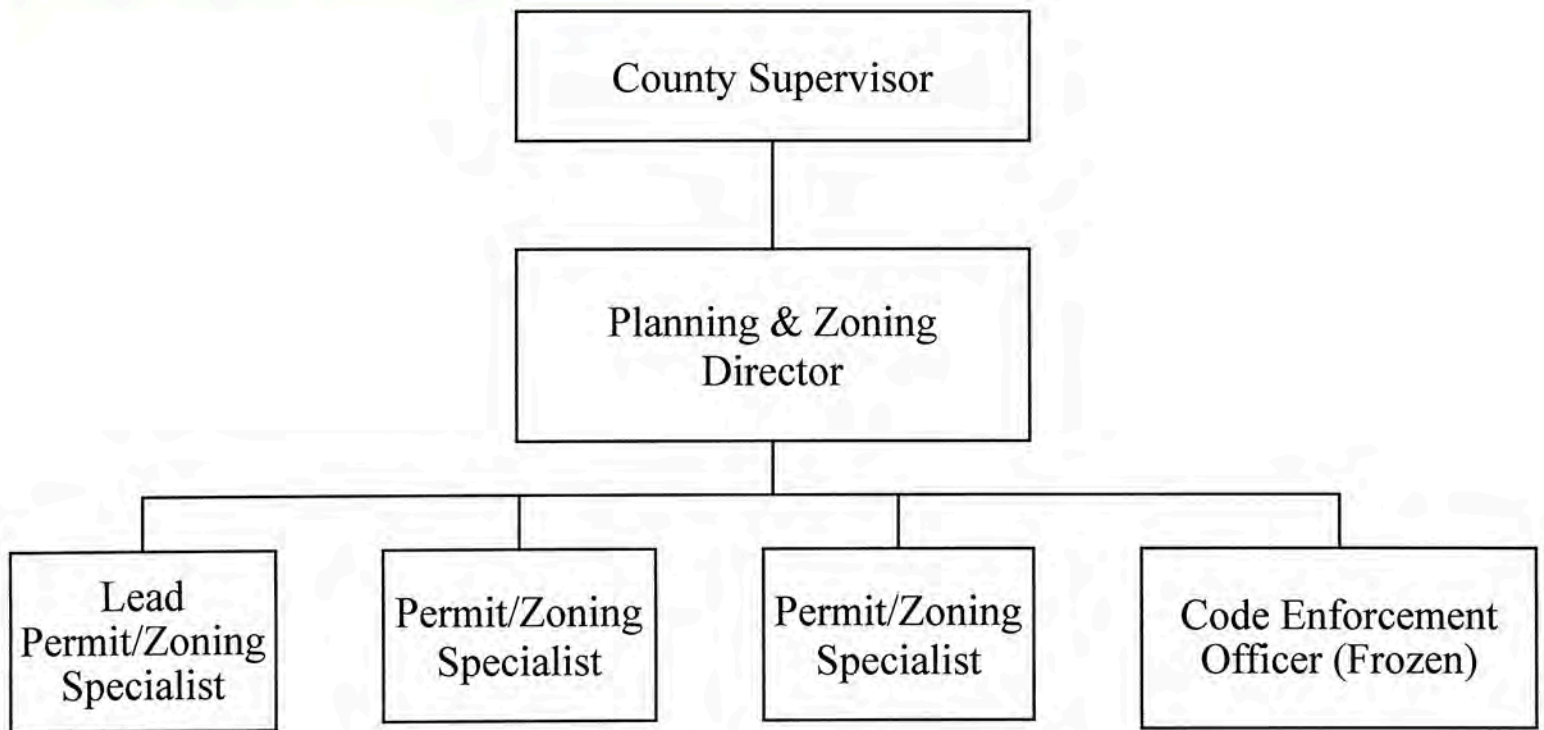 County Supervisor
Planning & Zoning
Director
Lead
Permit/Zoning
Specialist
Permit/Zoning
Specialist
Permit/Zoning
Specialist
Code Enforcement
Officer (Frozen)